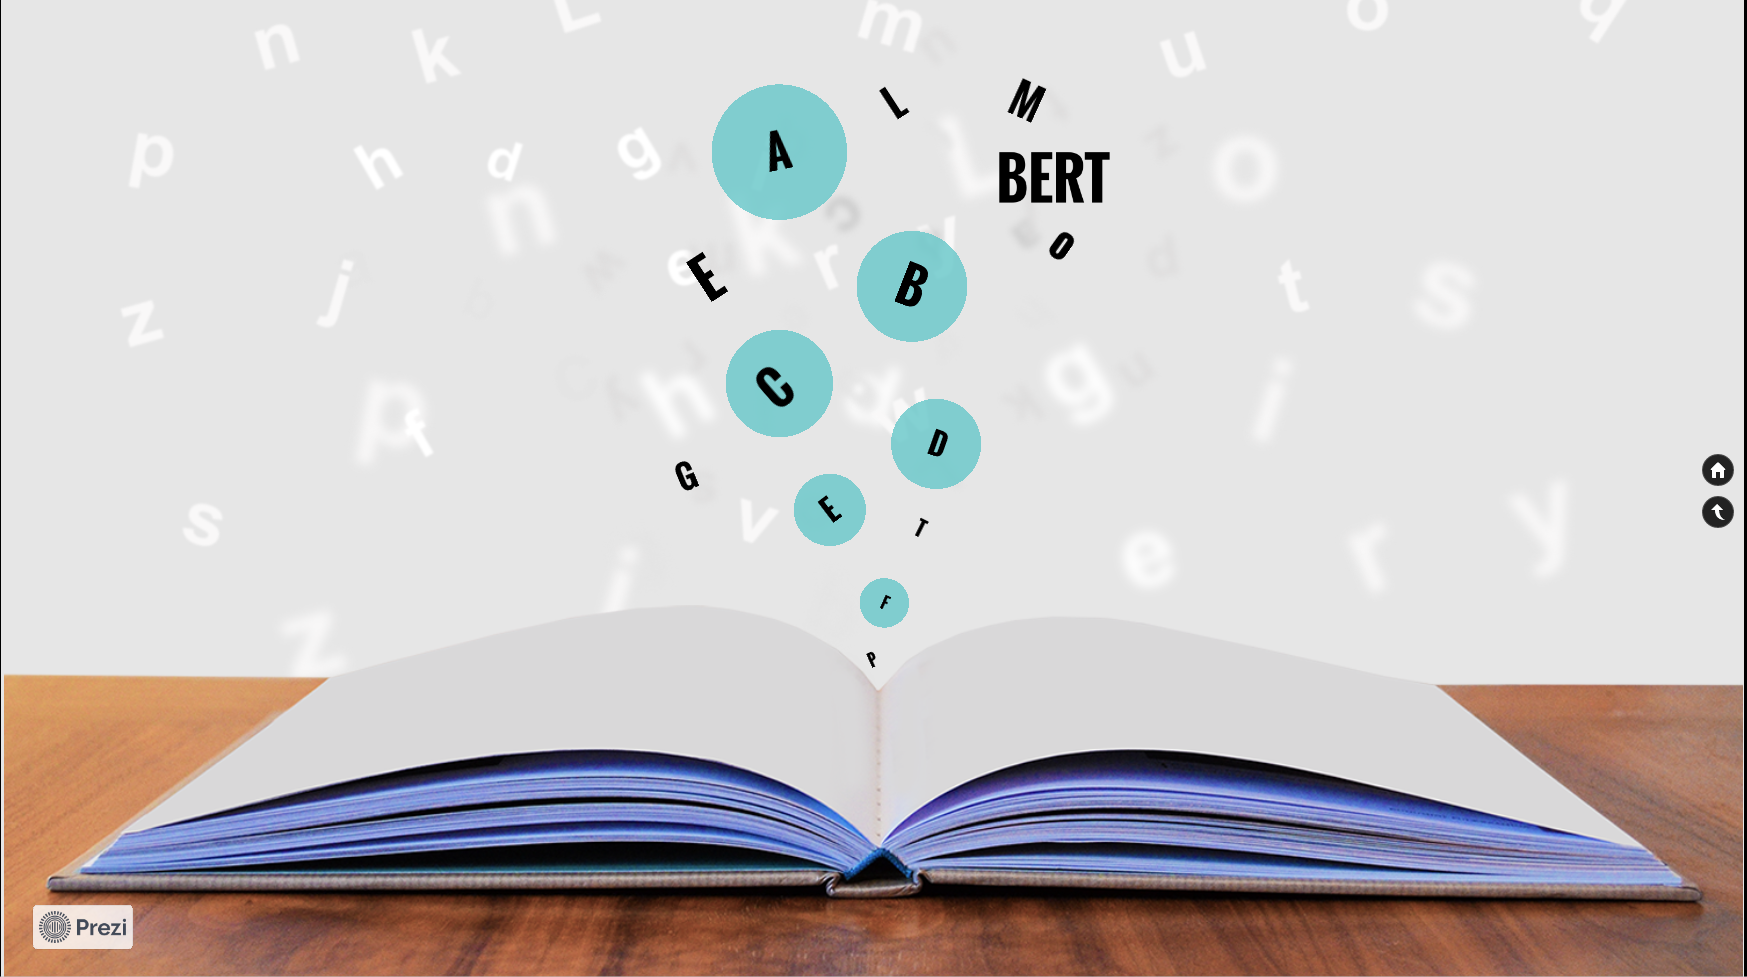 n k L m u o q
A L M
p h d g z o
BERT
n k r y O
E e B
z j t s
C
p f h g i
D
G
s v E T e r y
i
F
z
P
Prezi